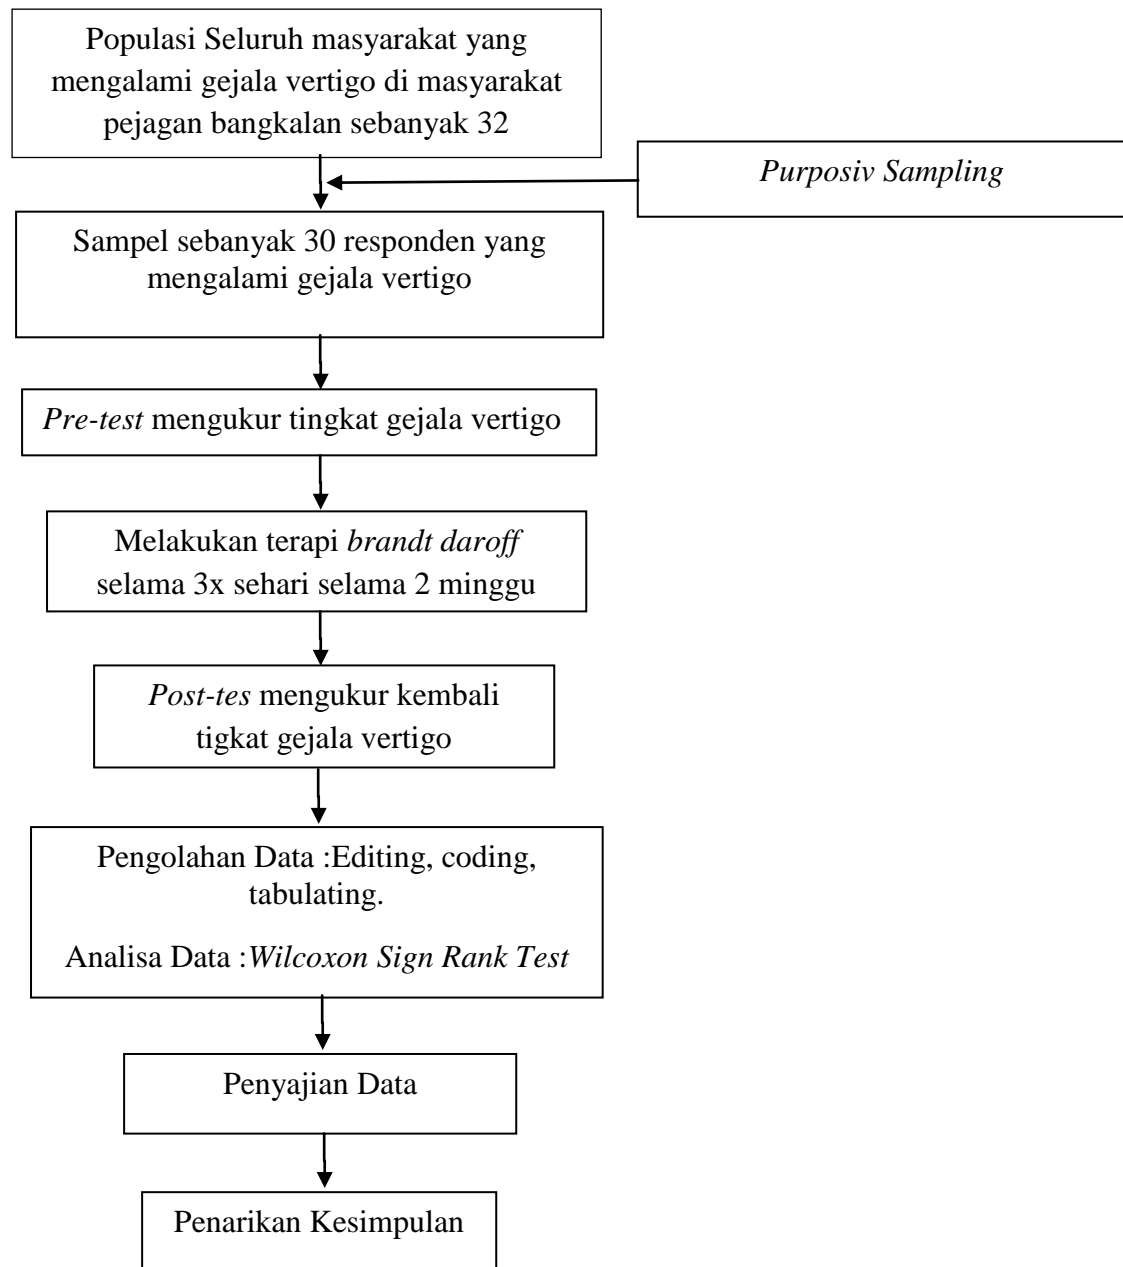 Populasi Seluruh masyarakat yang
mengalami gejala vertigo di masyarakat
pejagan bangkalan sebanyak 32
Purposiv Sampling
Sampel sebanyak 30 responden yang
mengalami gejala vertigo
Pre-test mengukur tingkat gejala vertigo
Melakukan terapi brandt daroff
selama 3x sehari selama 2 minggu
Post-tes mengukur kembali
tigkat gejala vertigo
Pengolahan Data :Editing, coding,
tabulating.
Analisa Data :Wilcoxon Sign Rank Test
Penyajian Data
Penarikan Kesimpulan